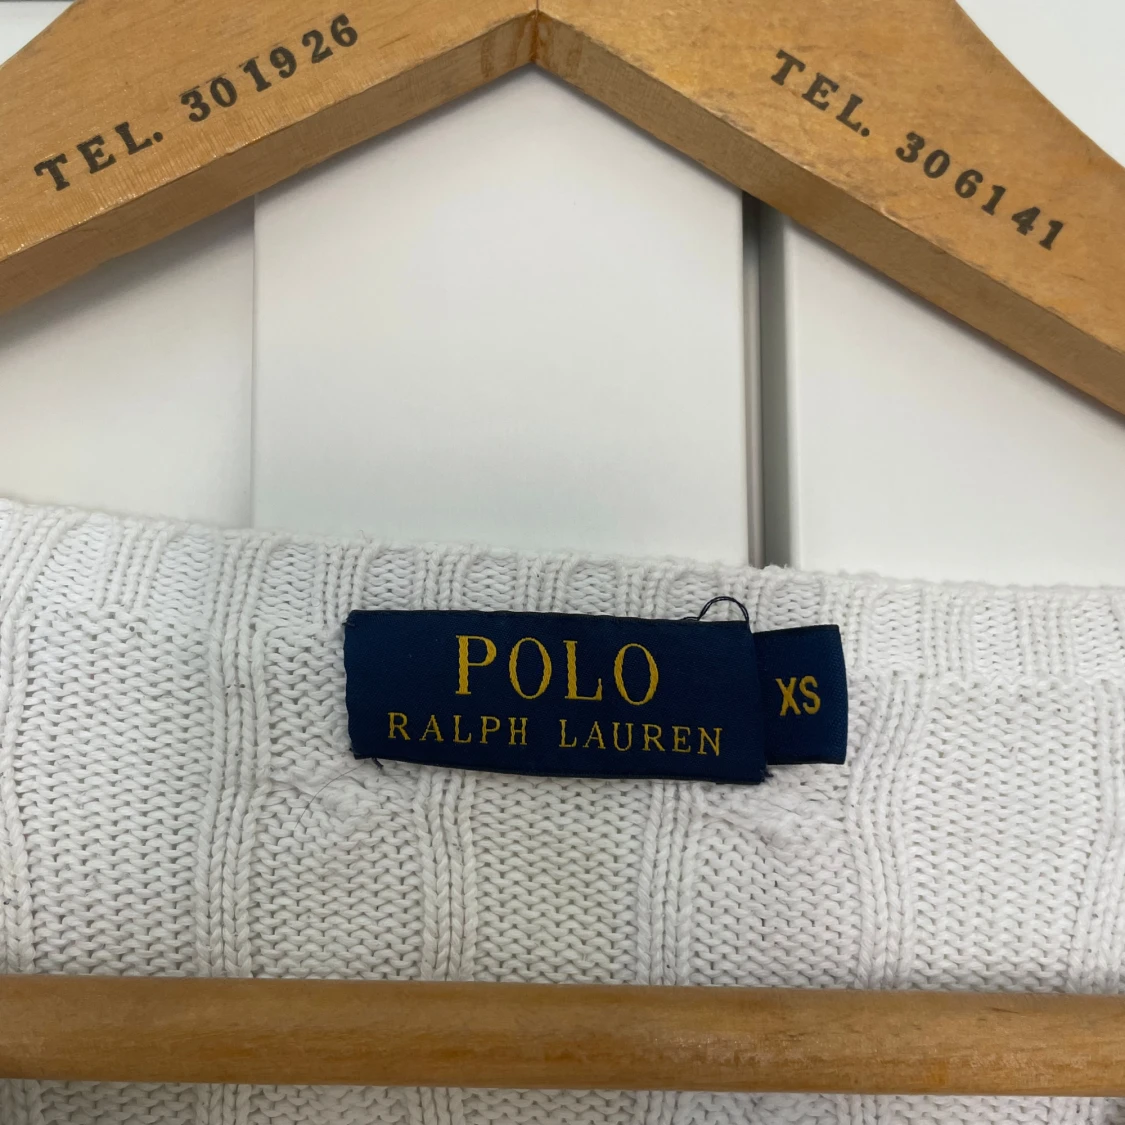 TEL. 301926
TEL. 306141
POLO
RALPH LAUREN
XS